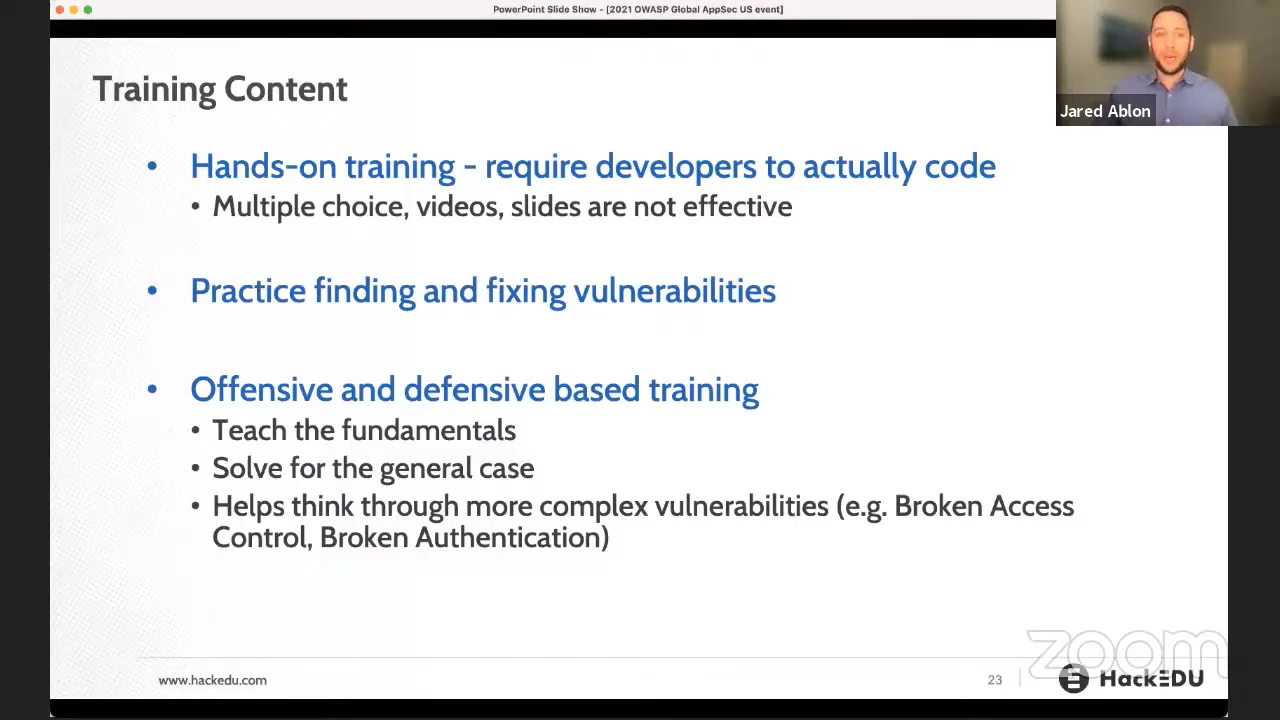 PowerPoint Slide Show - [2021 OWASP Global AppSec US event]
Jared Ablon
Training Content
• Hands-on training - require developers to actually code
• Multiple choice, videos, slides are not effective
• Practice finding and fixing vulnerabilities
• Offensive and defensive based training
• Teach the fundamentals
• Solve for the general case
• Helps think through more complex vulnerabilities (e.g. Broken Access
Control, Broken Authentication)
zoom
www.hackedu.com
23
HackEDU